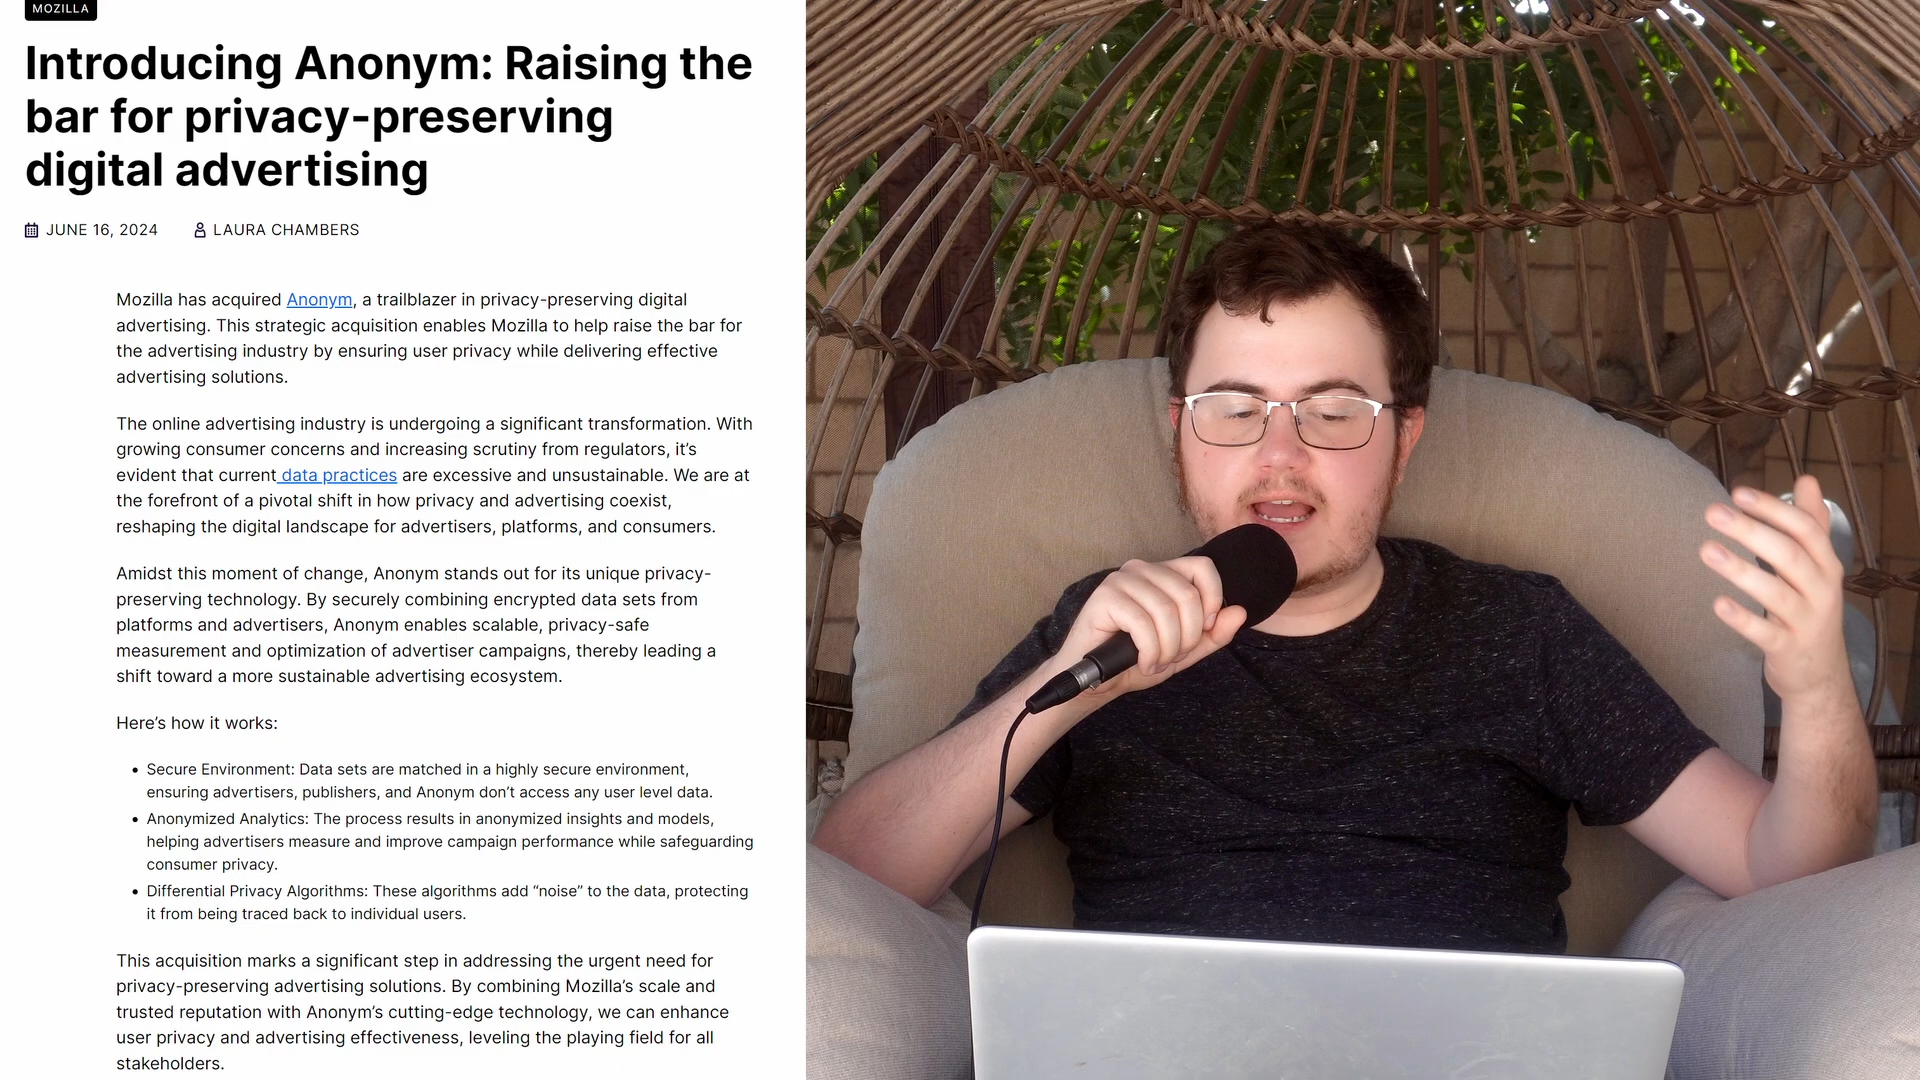 MOZILLA
Introducing Anonym: Raising the
bar for privacy-preserving
digital advertising
JUNE 16, 2024 LAURA CHAMBERS
Mozilla has acquired Anonym, a trailblazer in privacy-preserving digital
advertising. This strategic acquisition enables Mozilla to help raise the bar for
the advertising industry by ensuring user privacy while delivering effective
advertising solutions.
The online advertising industry is undergoing a significant transformation. With
growing consumer concerns and increasing scrutiny from regulators, it’s
evident that current data practices are excessive and unsustainable. We are at
the forefront of a pivotal shift in how privacy and advertising coexist,
reshaping the digital landscape for advertisers, platforms, and consumers.
Amidst this moment of change, Anonym stands out for its unique privacy-
preserving technology. By securely combining encrypted data sets from
platforms and advertisers, Anonym enables scalable, privacy-safe
measurement and optimization of advertiser campaigns, thereby leading a
shift toward a more sustainable advertising ecosystem.
Here’s how it works:
• Secure Environment: Data sets are matched in a highly secure environment,
ensuring advertisers, publishers, and Anonym don’t access any user level data.
• Anonymized Analytics: The process results in anonymized insights and models,
helping advertisers measure and improve campaign performance while safeguarding
consumer privacy.
• Differential Privacy Algorithms: These algorithms add “noise” to the data, protecting
it from being traced back to individual users.
This acquisition marks a significant step in addressing the urgent need for
privacy-preserving advertising solutions. By combining Mozilla’s scale and
trusted reputation with Anonym’s cutting-edge technology, we can enhance
user privacy and advertising effectiveness, leveling the playing field for all
stakeholders.